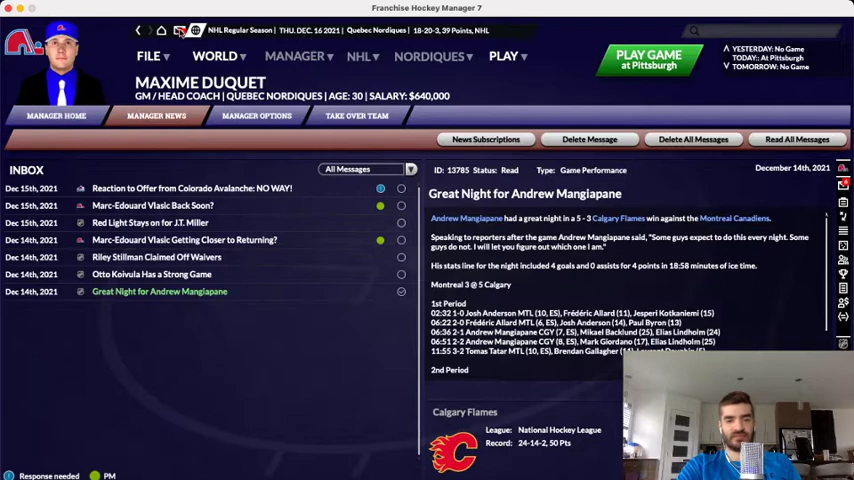 Franchise Hockey Manager 7
NHL Regular Season | THU. DEC. 16 2021 | Quebec Nordiques | 18-20-3, 39 Points, NHL
FILE WORLD MANAGER NHL NORDIQUES PLAY
PLAY GAME
at Pittsburgh
YESTERDAY: No Game
TODAY:: At Pittsburgh
TOMORROW: No Game
MAXIME DUQUET
GM / HEAD COACH | QUEBEC NORDIQUES | AGE: 30 | SALARY: $640,000
MANAGER HOME MANAGER NEWS MANAGER OPTIONS TAKE OVER TEAM
News Subscriptions Delete Message Delete All Messages Read All Messages
INBOX
All Messages
Dec 15th, 2021 Reaction to Offer from Colorado Avalanche: NO WAY!
Dec 15th, 2021 Marc-Edouard Vlasic Back Soon?
Dec 15th, 2021 Red Light Stays on for J.T. Miller
Dec 14th, 2021 Marc-Edouard Vlasic Getting Closer to Returning?
Dec 14th, 2021 Riley Stillman Claimed Off Waivers
Dec 14th, 2021 Otto Koivula Has a Strong Game
Dec 14th, 2021 Great Night for Andrew Mangiapane
Response needed PM
ID: 13785 Status: Read Type: Game Performance December 14th, 2021
Great Night for Andrew Mangiapane
Andrew Mangiapane had a great night in a 5 - 3 Calgary Flames win against the Montreal Canadiens.
Speaking to reporters after the game Andrew Mangiapane said, "Some guys expect to do this every night. Some
guys do not. I will let you figure out which one I am."
His stats line for the night included 4 goals and 0 assists for 4 points in 18:58 minutes of ice time.
Montreal 3 @ 5 Calgary
1st Period
02:32 1-0 Josh Anderson MTL (10, ES), Frédéric Allard (11), Jesperi Kotkaniemi (15)
06:22 2-0 Frédéric Allard MTL (6, ES), Josh Anderson (14), Paul Byron (13)
06:36 2-1 Andrew Mangiapane CGY (7, ES), Mikael Backlund (25), Elias Lindholm (24)
06:51 2-2 Andrew Mangiapane CGY (8, ES), Mark Giordano (17), Elias Lindholm (25)
11:55 3-2 Tomas Tatar MTL (10, ES), Brendan Gallagher
2nd Period
Calgary Flames
League: National Hockey League
Record: 24-14-2, 50 Pts